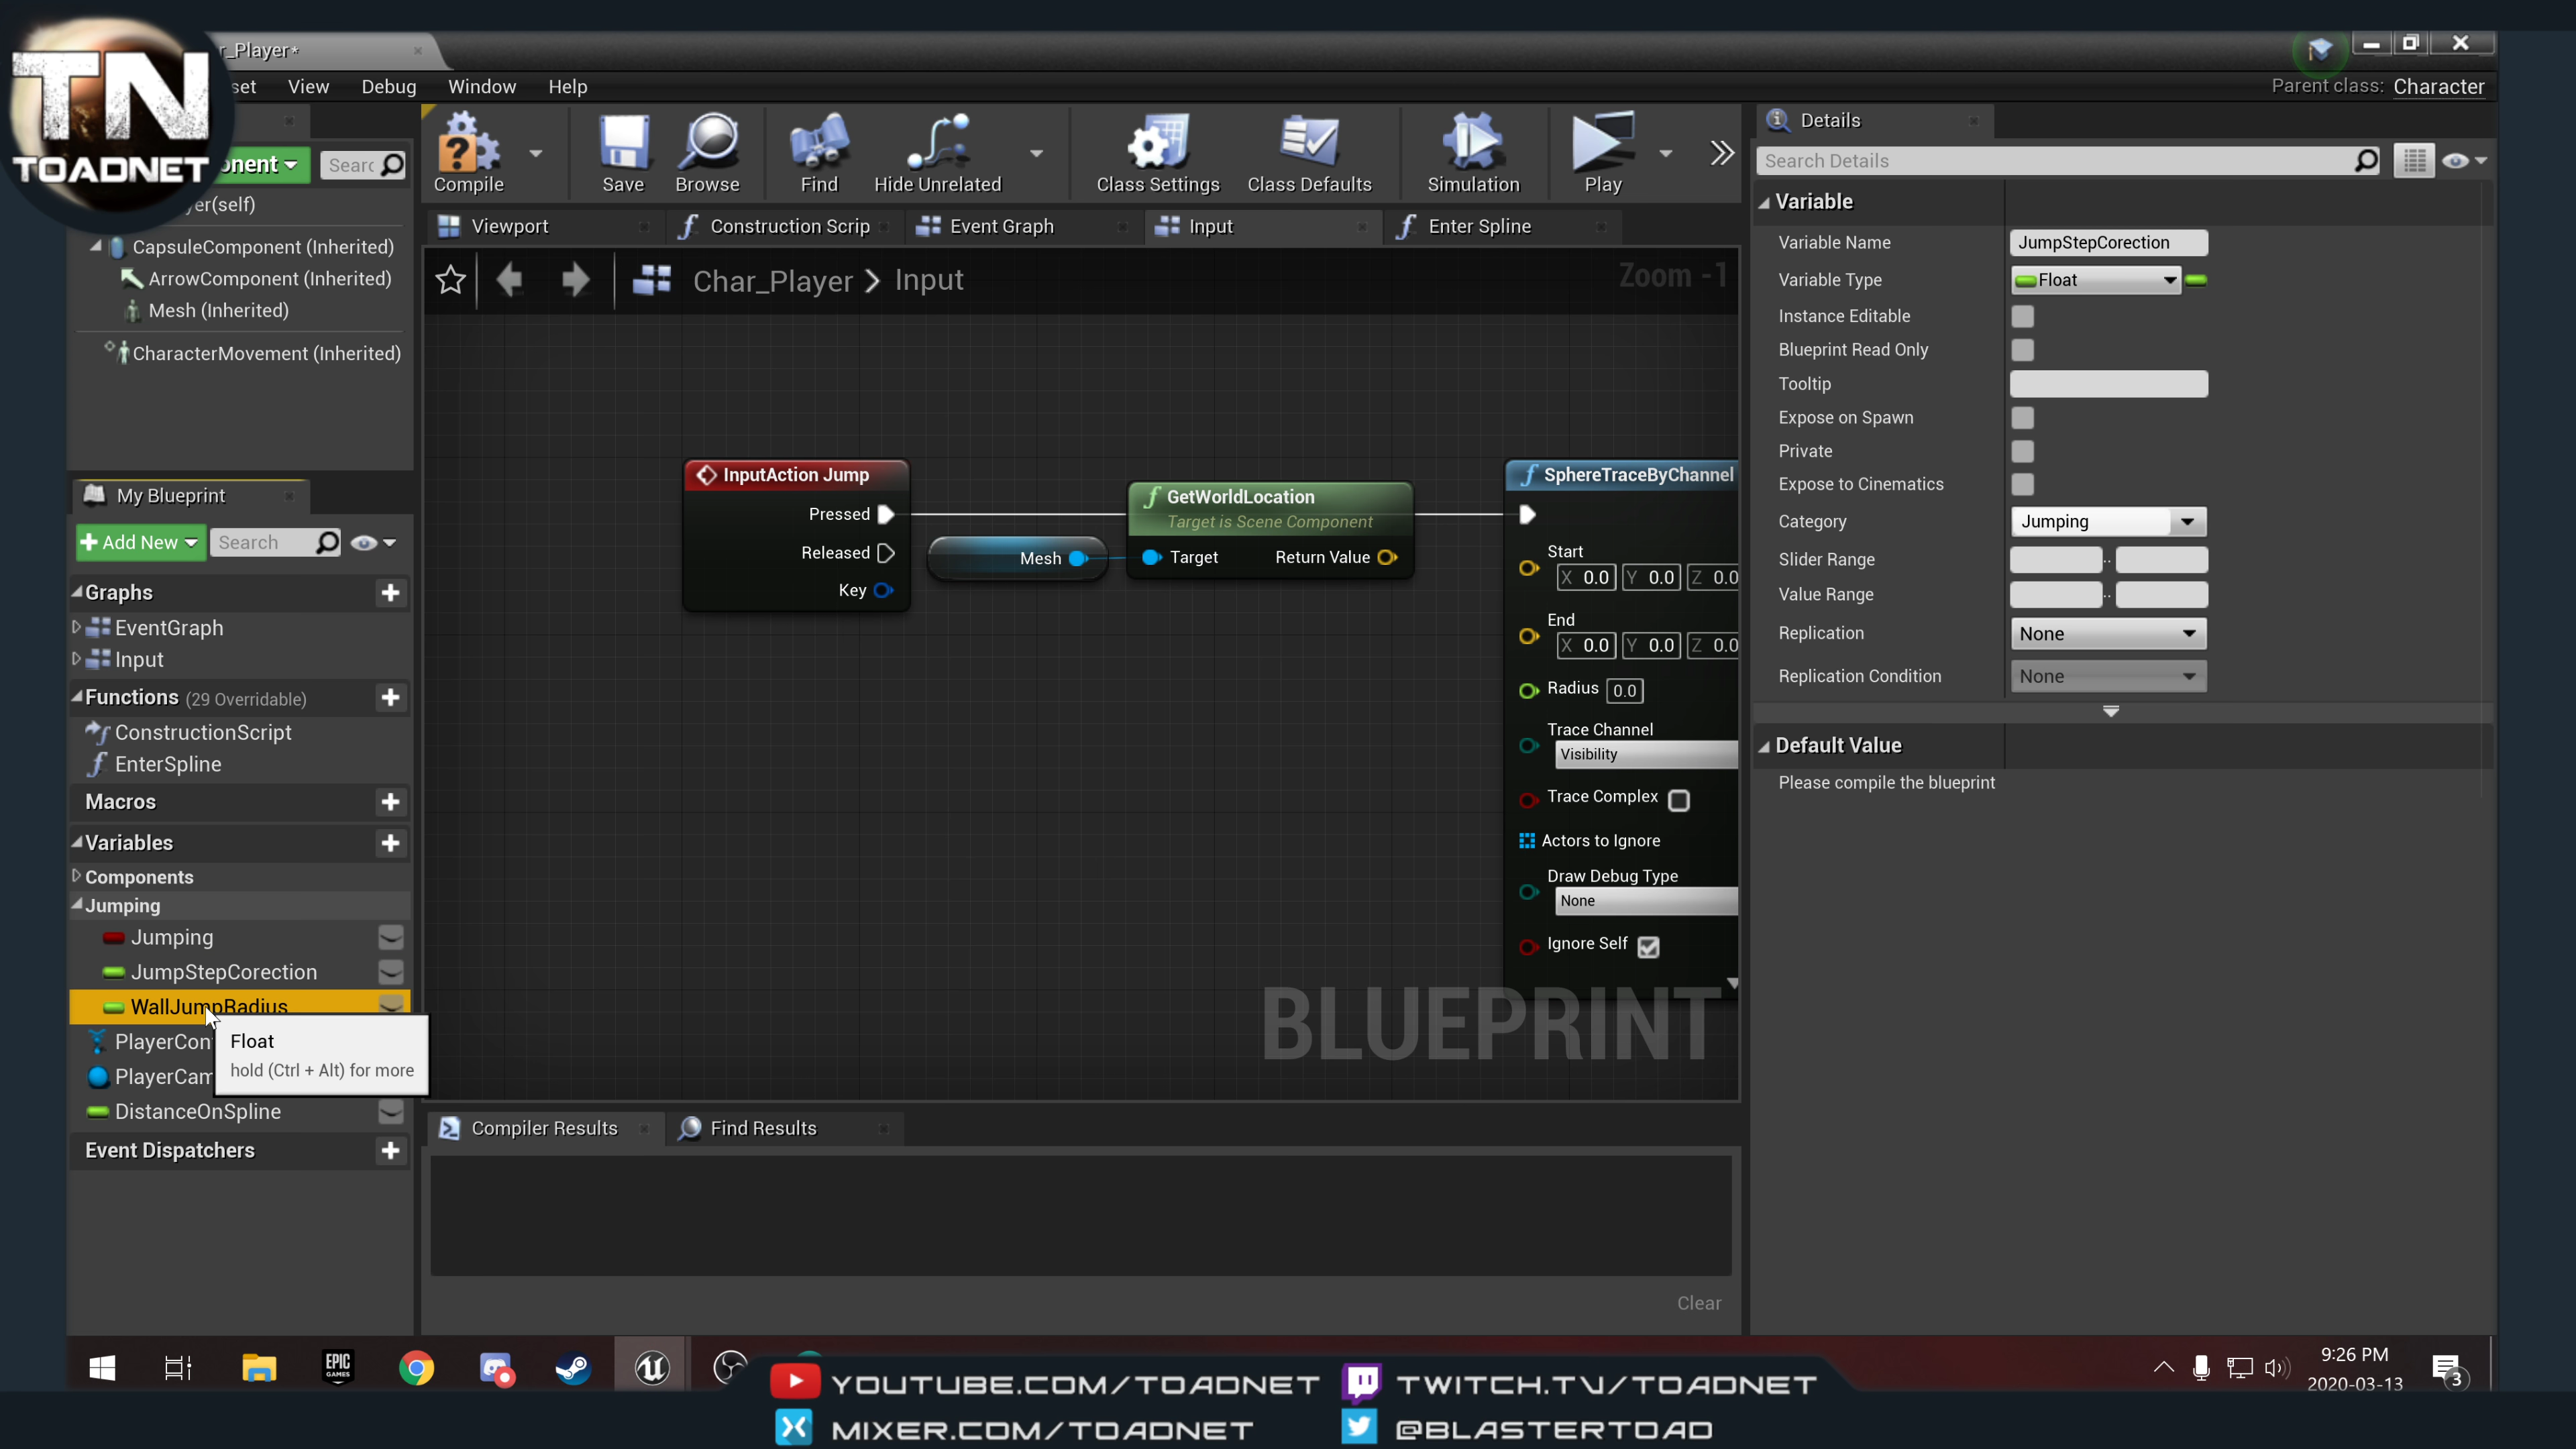 TN
TOADNET
r_Player*
set View Debug Window Help
Parent class: Character
onent
Searc
Compile Save Browse Find Hide Unrelated Class Settings Class Defaults Simulation Play
yer(self)
CapsuleComponent (Inherited)
ArrowComponent (Inherited)
Mesh (Inherited)
CharacterMovement (Inherited)
My Blueprint
Add New
Search
Graphs
EventGraph
Input
Functions (29 Overridable)
ConstructionScript
EnterSpline
Macros
Variables
Components
Jumping
Jumping
JumpStepCorection
WallJumpRadius
PlayerCon
PlayerCam
DistanceOnSpline
Event Dispatchers
Float
hold (Ctrl + Alt) for more
Viewport Construction Scrip Event Graph Input Enter Spline
Char_Player > Input
Zoom -1
InputAction Jump
Pressed
Released
Key
Mesh
GetWorldLocation
Target is Scene Component
Target Return Value
SphereTraceByChannel
Start
X 0.0 Y 0.0 Z 0.0
End
X 0.0 Y 0.0 Z 0.0
Radius 0.0
Trace Channel
Visibility
Trace Complex
Actors to Ignore
Draw Debug Type
None
Ignore Self
BLUEPRINT
Compiler Results Find Results
Clear
Details
Search Details
Variable
Variable Name JumpStepCorection
Variable Type Float
Instance Editable
Blueprint Read Only
Tooltip
Expose on Spawn
Private
Expose to Cinematics
Category Jumping
Slider Range ..
Value Range ..
Replication None
Replication Condition None
Default Value
Please compile the blueprint
EPIC
GAMES
9:26 PM
2020-03-13
3
YOUTUBE.COM/TOADNET TWITCH.TV/TOADNET
MIXER.COM/TOADNET @BLASTERTOAD